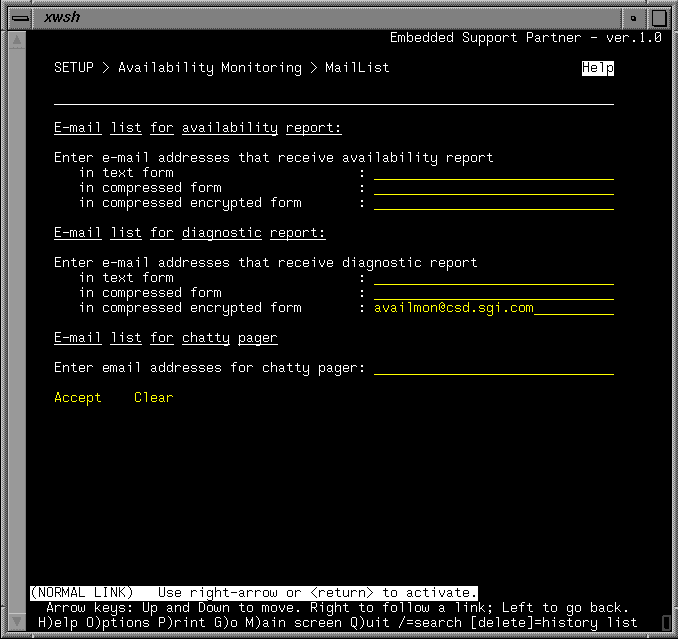 xwsh
Embedded Support Partner - ver.1.0
SETUP > Availability Monitoring > MailList Help
E-mail list for availability report:
Enter e-mail addresses that receive availability report
in text form :
in compressed form :
in compressed encrypted form :
E-mail list for diagnostic report:
Enter e-mail addresses that receive diagnostic report
in text form :
in compressed form :
in compressed encrypted form : availmon@csd.sgi.com
E-mail list for chatty pager
Enter email addresses for chatty pager:
Accept Clear
(NORMAL LINK) Use right-arrow or <return> to activate.
Arrow keys: Up and Down to move. Right to follow a link; Left to go back.
H)elp O)ptions P)rint G)o M)ain screen Q)uit /=search [delete]=history list